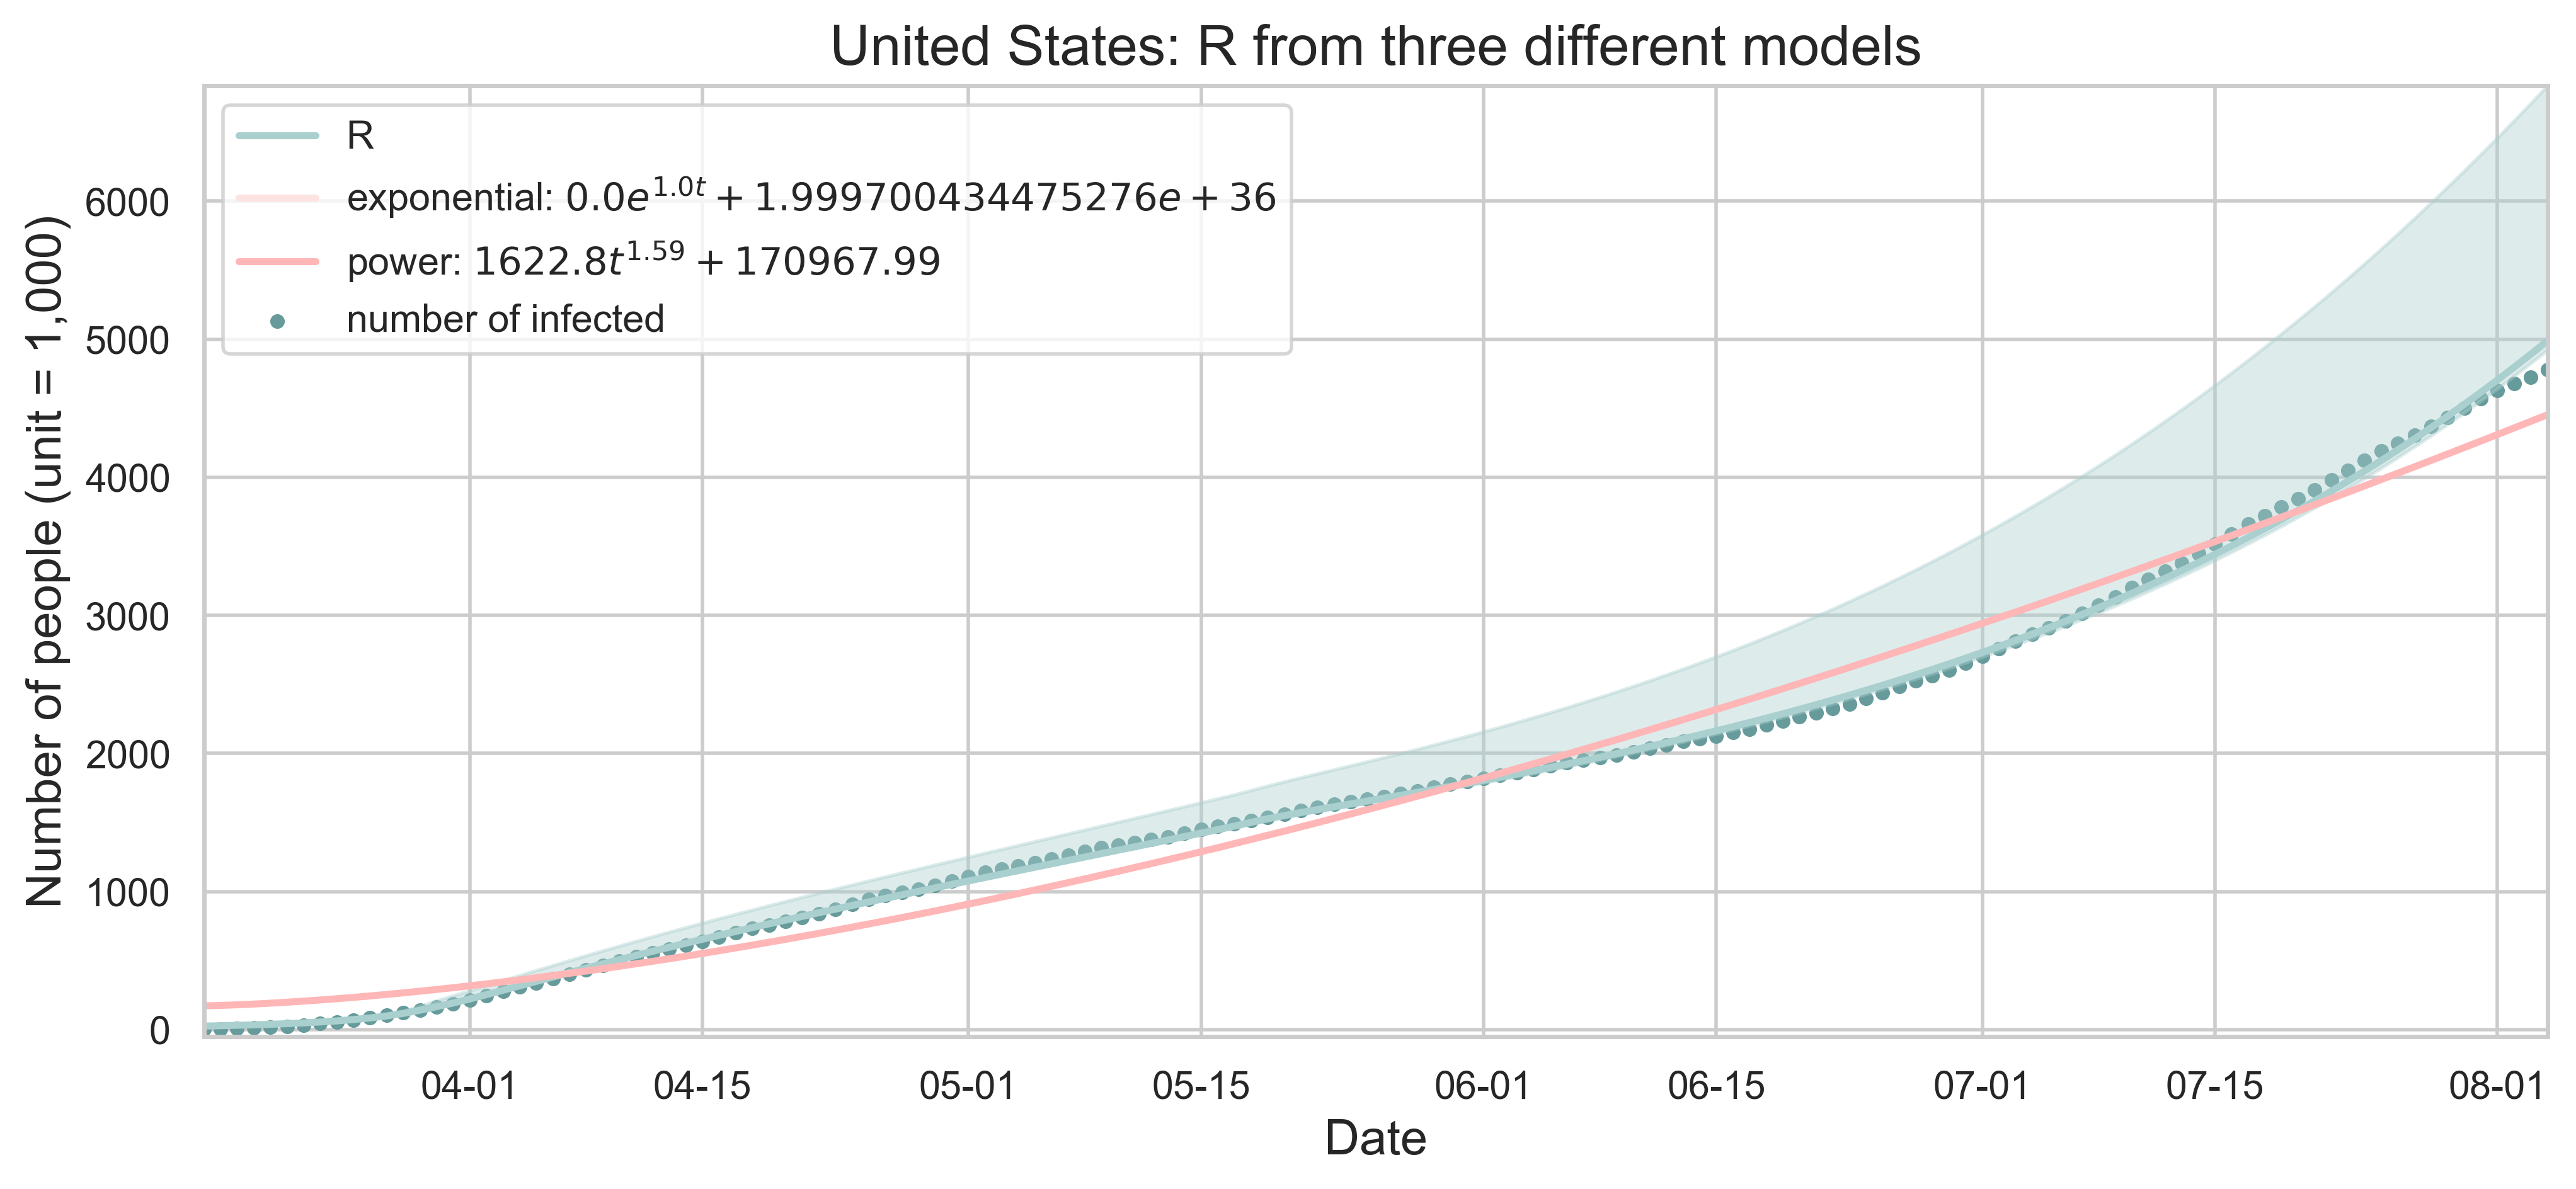 United States: R from three different models
R
exponential: 0.0e^{1.0t} + 1.9997004344752​76e + 36
power: 1622.8t^{1.59} + 170967.99
number of infected
Number of people (unit = 1,000)
6000
5000
4000
3000
2000
1000
0
04-01 04-15 05-01 05-15 06-01 06-15 07-01 07-15 08-01
Date